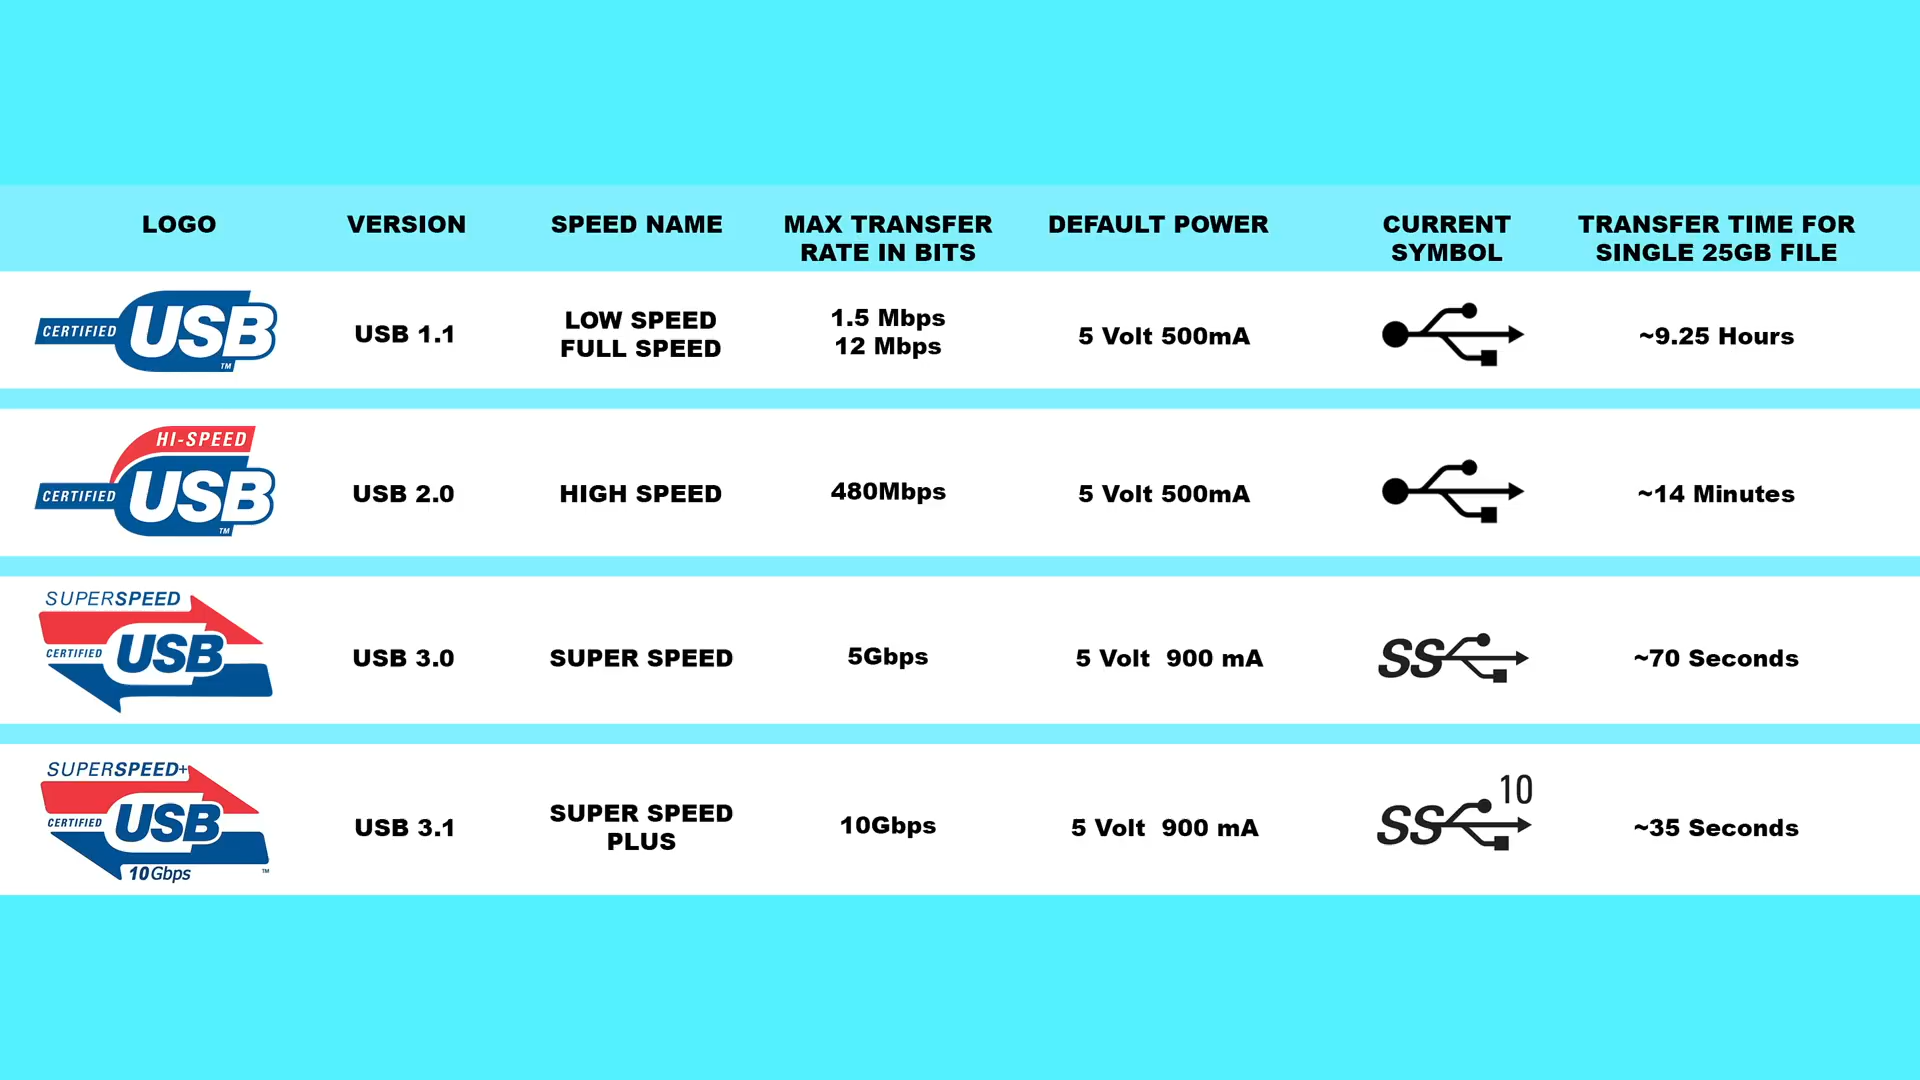 LOGO
VERSION
SPEED NAME
MAX TRANSFER
RATE IN BITS
DEFAULT POWER
CURRENT
SYMBOL
TRANSFER TIME FOR
SINGLE 25GB FILE
CERTIFIED USB TM
USB 1.1
LOW SPEED
FULL SPEED
1.5 Mbps
12 Mbps
5 Volt 500mA
~9.25 Hours
HI-SPEED
CERTIFIED USB TM
USB 2.0
HIGH SPEED
480Mbps
5 Volt 500mA
~14 Minutes
SUPERSPEED
CERTIFIED USB
USB 3.0
SUPER SPEED
5Gbps
5 Volt  900 mA
SS
~70 Seconds
SUPERSPEED+
CERTIFIED USB
10Gbps TM
USB 3.1
SUPER SPEED
PLUS
10Gbps
5 Volt  900 mA
SS 10
~35 Seconds